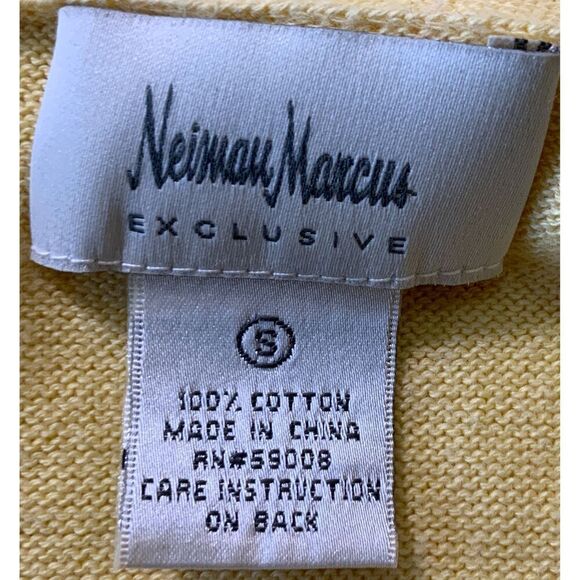 Neiman Marcus
EXCLUSIVE
S
100% COTTON
MADE IN CHINA
RN#59008
CARE INSTRUCTION
ON BACK